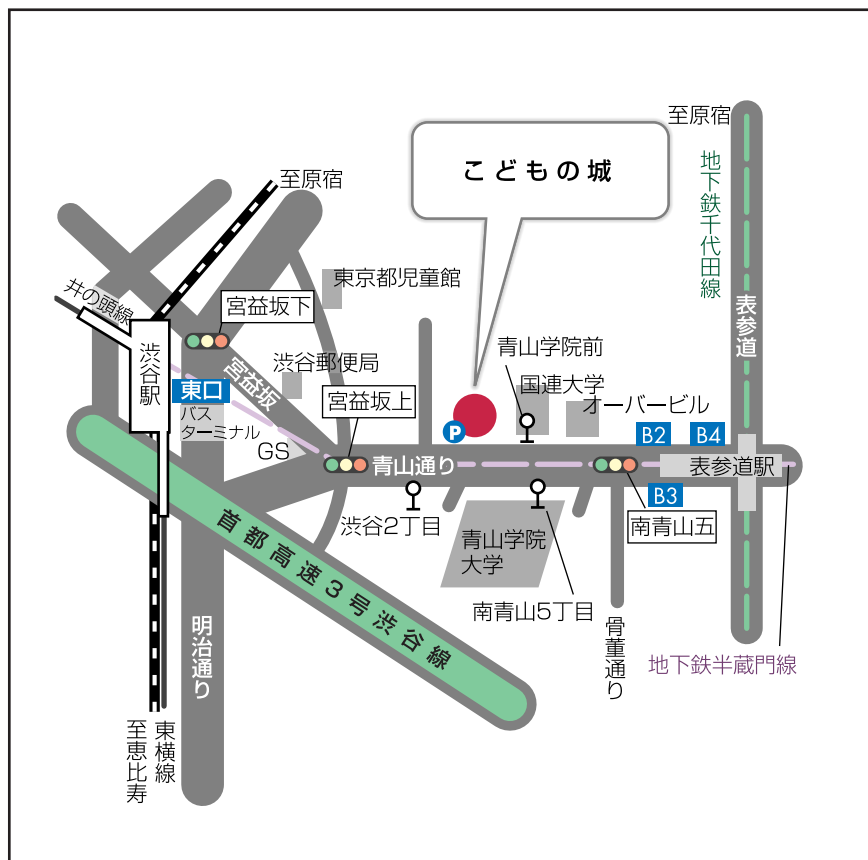 至原宿
こどもの城
地下鉄千代田線
至原宿
東京都児童館
井の頭線
宮益坂下
表参道
青山学院前
渋谷郵便局
渋谷駅
宮益坂
国連大学
東口
宮益坂上
オーバービル
バス
ターミナル
P
B2
B4
GS
青山通り
表参道駅
B3
渋谷2丁目
南青山五
首都高速3号渋谷線
青山学院
大学
南青山5丁目
明治通り
骨董通り
地下鉄半蔵門線
東横線
至恵比寿